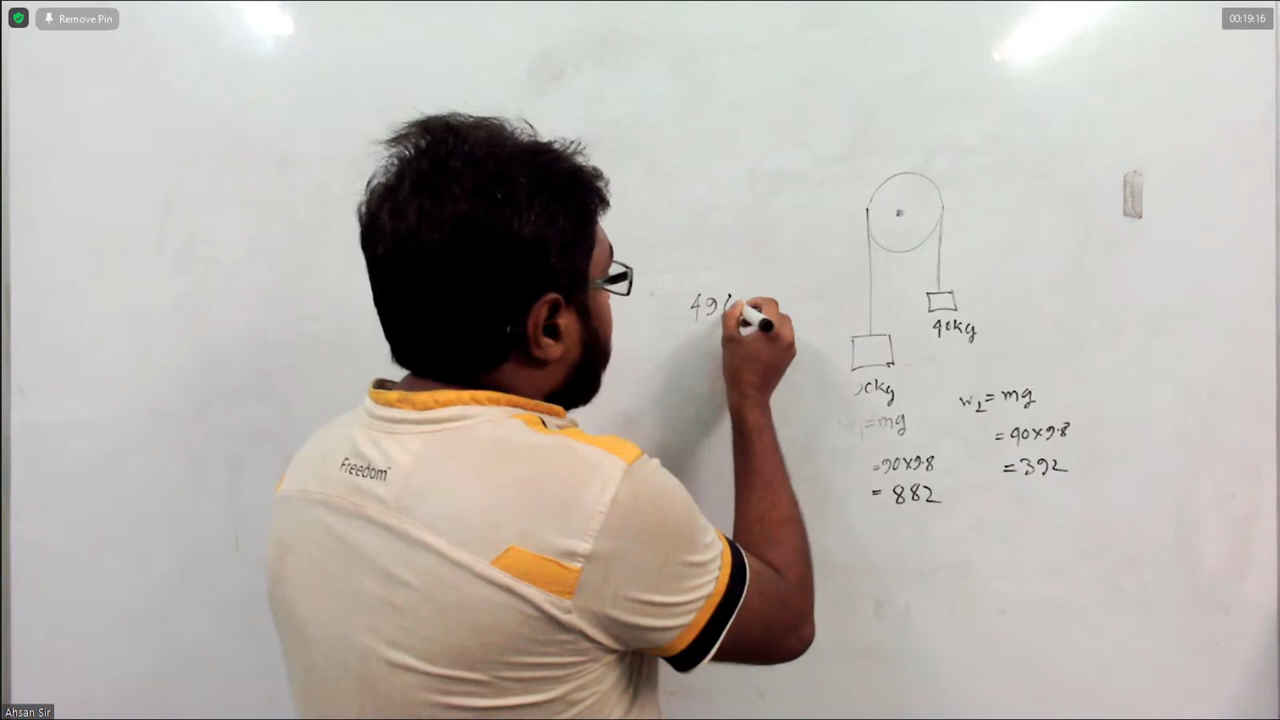 Remove Pin
00:19:16
49
40kg
0kg
w2 = mg
=mg
= 40×9.8
=90×9.8
= 392
= 882
Freedom
Ahsan Sir